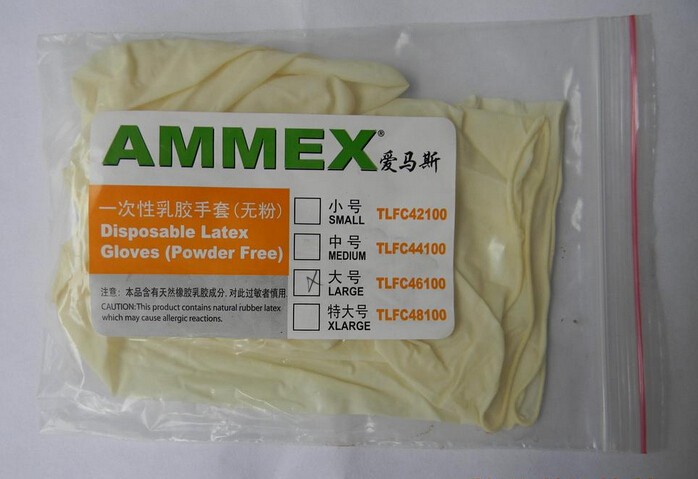 AMMEX®
爱马斯
一次性乳胶手套(无粉)
Disposable Latex
Gloves (Powder Free)
注意: 本品含有天然橡胶乳胶成分, 对此过敏者慎用.
CAUTION:This product contains natural rubber latex
which may cause allergic reactions.
小号
SMALL TLFC42100
中号
MEDIUM TLFC44100
大号
LARGE TLFC46100
特大号
XLARGE TLFC48100